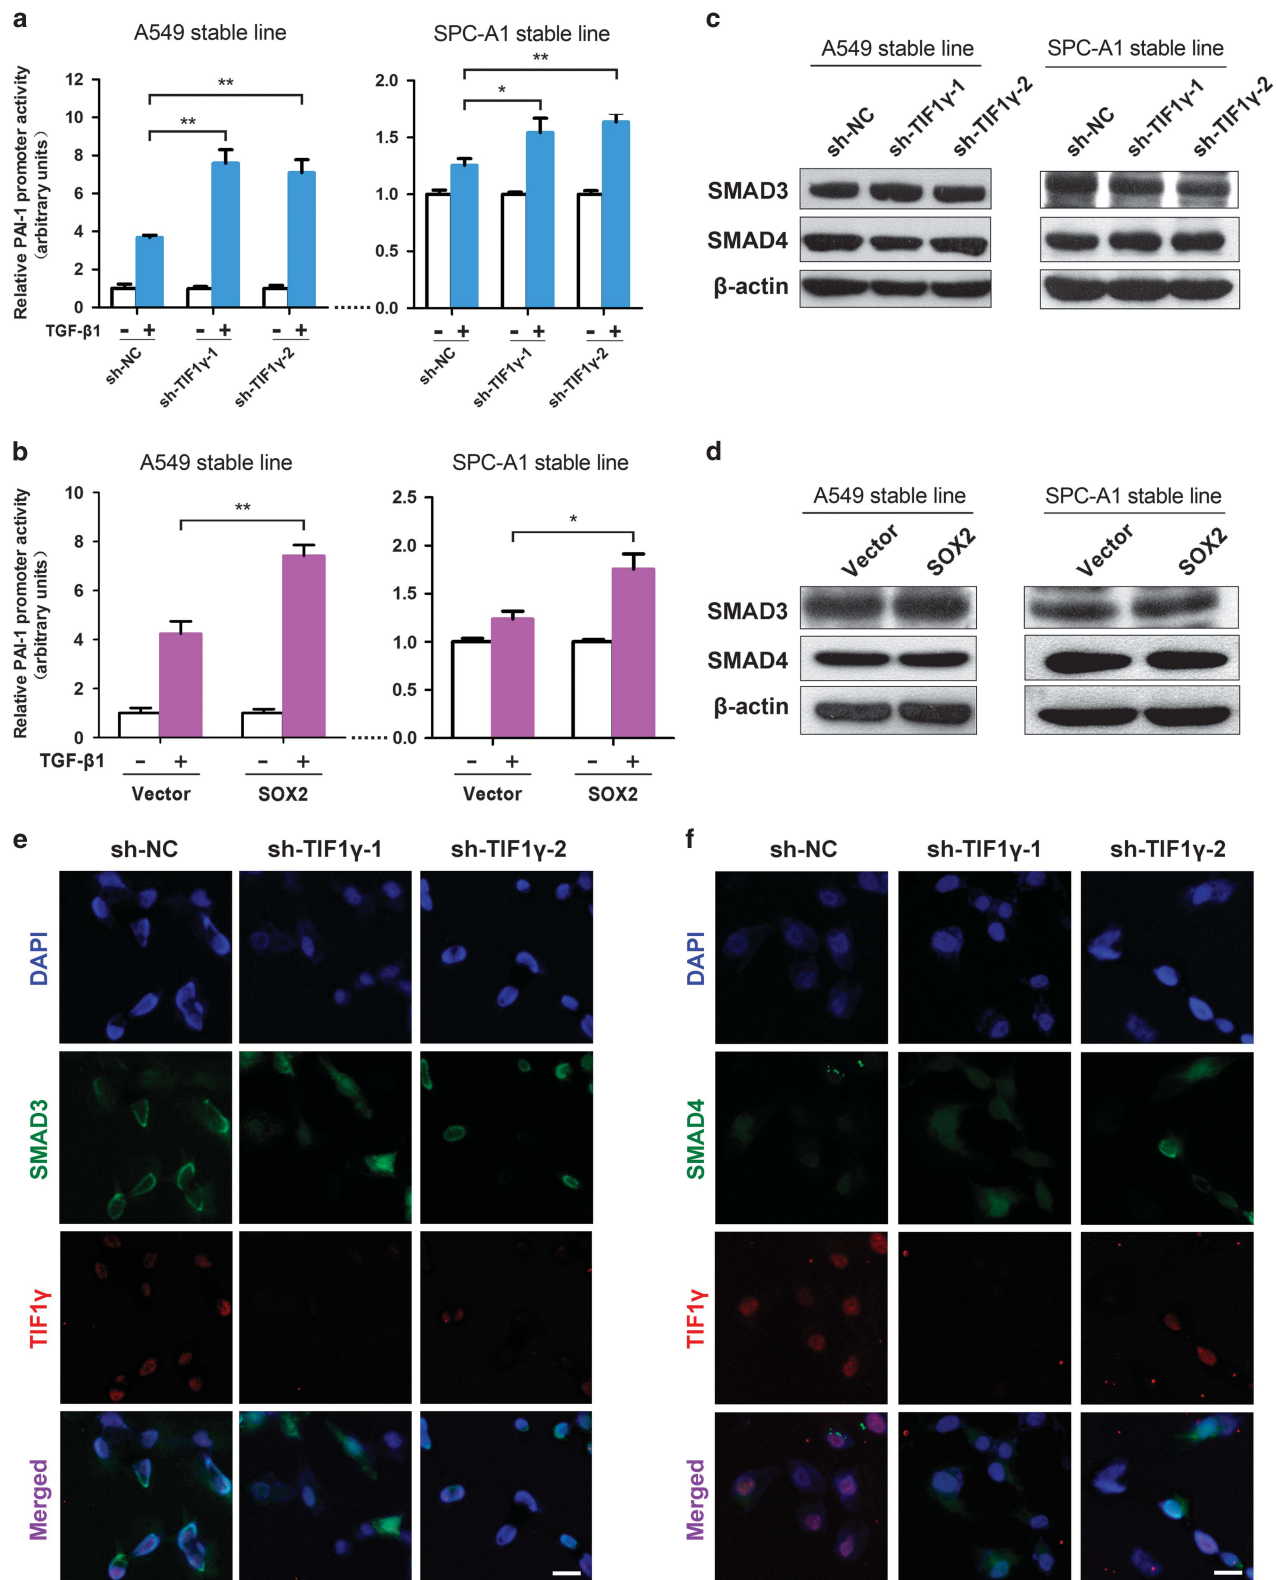 a
A549 stable line
SPC-A1 stable line
Relative PAI-1 promoter activity
(arbitrary units)
12
10
8
6
4
2
0
**
**
2.0
1.5
1.0
0.5
0.0
**
*
TGF-β1
- + - + - +
- + - + - +
sh-NC
sh-TIF1γ-1
sh-TIF1γ-2
sh-NC
sh-TIF1γ-1
sh-TIF1γ-2
b
A549 stable line
SPC-A1 stable line
Relative PAI-1 promoter activity
(arbitrary units)
10
8
6
4
2
0
**
2.5
2.0
1.5
1.0
0.5
0.0
*
TGF-β1
- + - +
- + - +
Vector
SOX2
Vector
SOX2
c
A549 stable line
SPC-A1 stable line
sh-NC
sh-TIF1γ-1
sh-TIF1γ-2
sh-NC
sh-TIF1γ-1
sh-TIF1γ-2
SMAD3
SMAD4
β-actin
d
A549 stable line
SPC-A1 stable line
Vector
SOX2
Vector
SOX2
SMAD3
SMAD4
β-actin
e
sh-NC
sh-TIF1γ-1
sh-TIF1γ-2
DAPI
SMAD3
TIF1γ
Merged
f
sh-NC
sh-TIF1γ-1
sh-TIF1γ-2
DAPI
SMAD4
TIF1γ
Merged